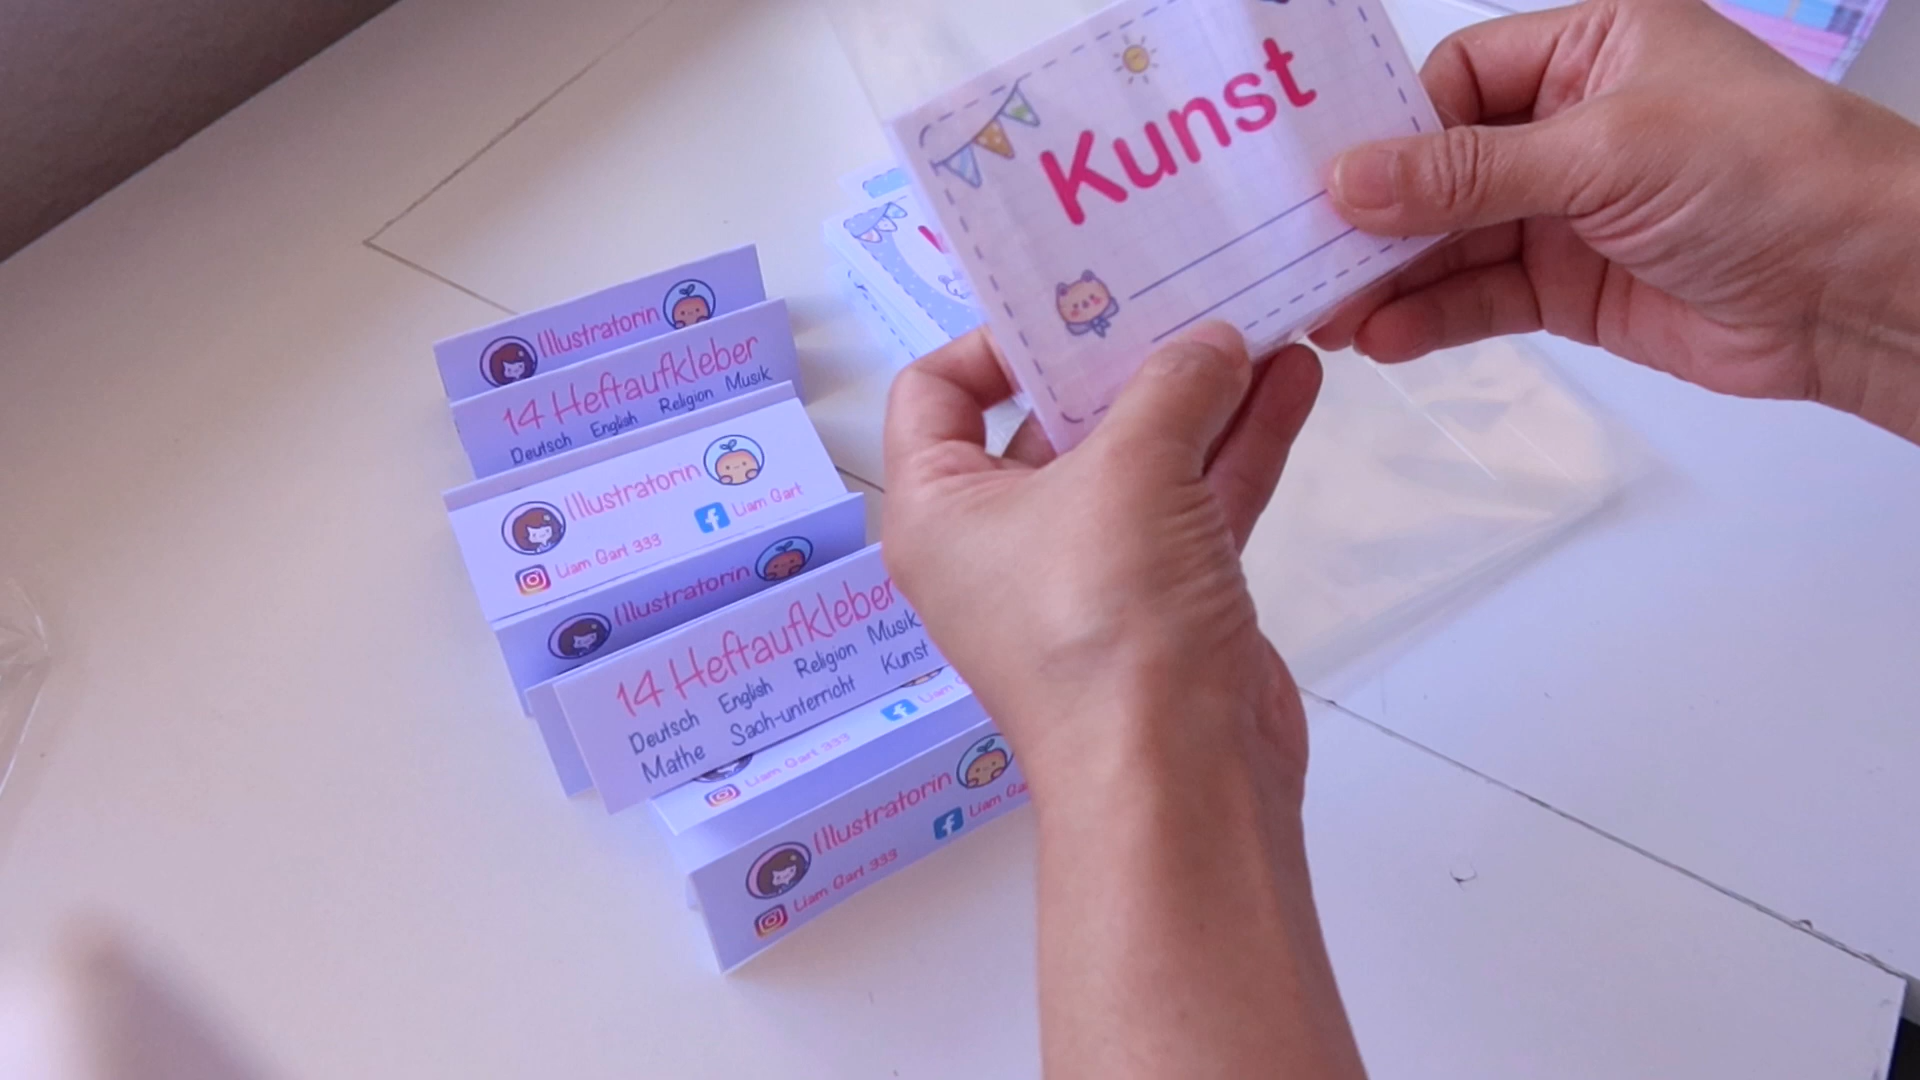 Kunst
Illustratorin
14 Heftaufkleber
Deutsch English Religion Musik
Illustratorin
Liam Gart 333 Liam Gart
Illustratorin
14 Heftaufkleber
Deutsch English Religion Musik
Mathe Sach-unterricht Kunst
Liam Gart 333
Illustratorin
Liam Gart 333